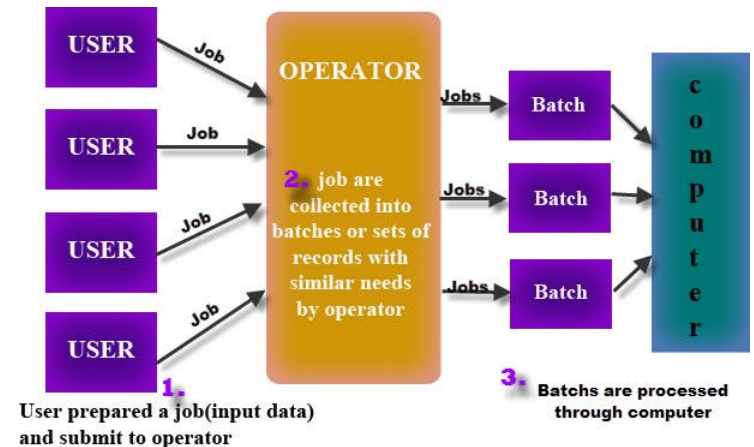 USER
Job
USER
Job
USER
Job
USER
Job
1.
User prepared a job(input data)
and submit to operator
OPERATOR
2. job are
collected into
batches or sets of
records with
similar needs
by operator
Jobs
Batch
Jobs
Batch
Jobs
Batch
computer
3.
Batchs are processed
through computer